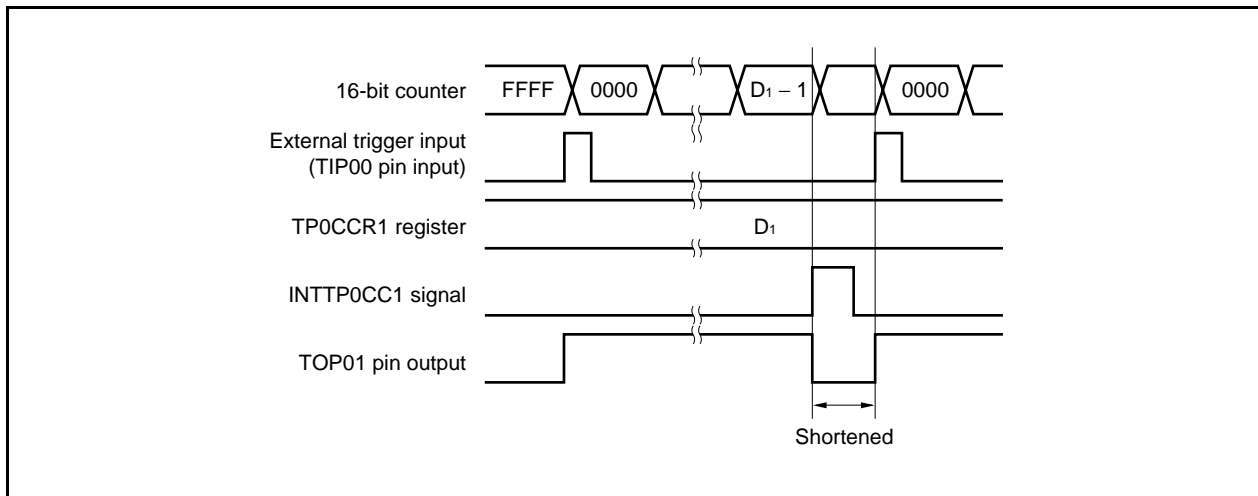 16-bit counter FFFF 0000 D1 – 1 0000
External trigger input
(TIP00 pin input)
TP0CCR1 register D1
INTTP0CC1 signal
TOP01 pin output
Shortened